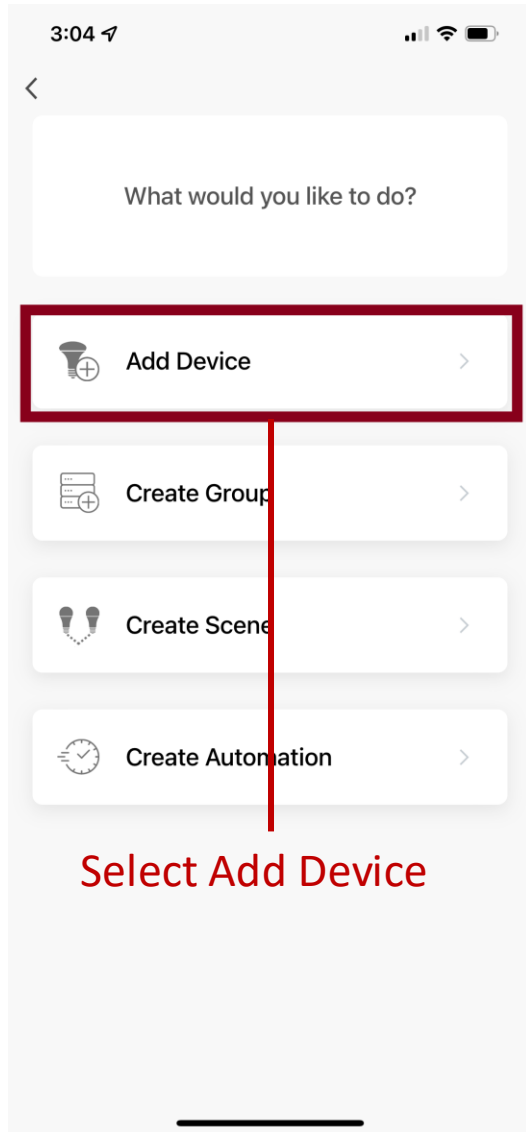 3:04
What would you like to do?
Add Device
Create Group
Create Scene
Create Automation
Select Add Device